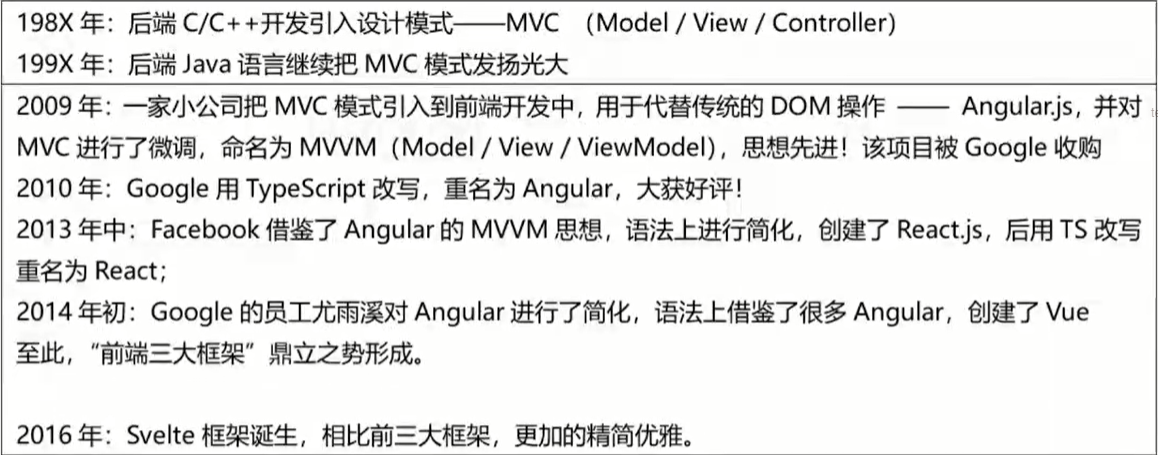 198X 年：后端 C/C++开发引入设计模式——MVC （Model / View / Controller）
199X 年：后端 Java 语言继续把 MVC 模式发扬光大
2009 年：一家小公司把 MVC 模式引入到前端开发中，用于代替传统的 DOM 操作 —— Angular.js，并对
MVC 进行了微调，命名为 MVVM（Model / View / ViewModel），思想先进！该项目被 Google 收购
2010 年：Google 用 TypeScript 改写，重名为 Angular，大获好评！
2013 年中：Facebook 借鉴了 Angular 的 MVVM 思想，语法上进行简化，创建了 React.js，后用 TS 改写
重名为 React；
2014 年初：Google 的员工尤雨溪对 Angular 进行了简化，语法上借鉴了很多 Angular，创建了 Vue
至此，“前端三大框架”鼎立之势形成。
2016 年：Svelte 框架诞生，相比前三大框架，更加的精简优雅。